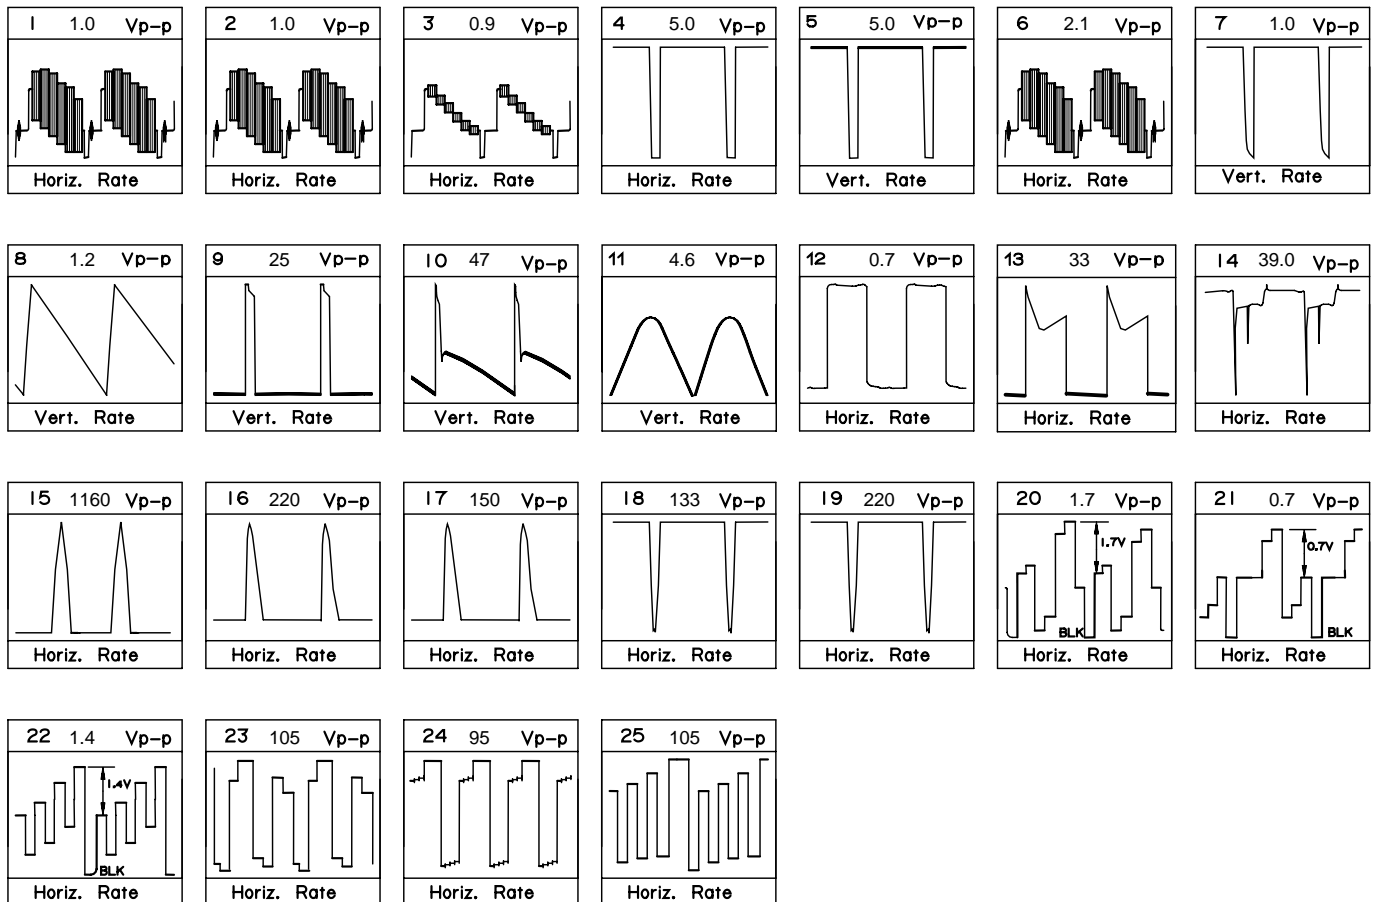 1 1.0 Vp-p
Horiz. Rate
2 1.0 Vp-p
Horiz. Rate
3 0.9 Vp-p
Horiz. Rate
4 5.0 Vp-p
Horiz. Rate
5 5.0 Vp-p
Vert. Rate
6 2.1 Vp-p
Horiz. Rate
7 1.0 Vp-p
Vert. Rate
8 1.2 Vp-p
Vert. Rate
9 25 Vp-p
Vert. Rate
10 47 Vp-p
Vert. Rate
11 4.6 Vp-p
Vert. Rate
12 0.7 Vp-p
Horiz. Rate
13 33 Vp-p
Horiz. Rate
14 39.0 Vp-p
Horiz. Rate
15 1160 Vp-p
Horiz. Rate
16 220 Vp-p
Horiz. Rate
17 150 Vp-p
Horiz. Rate
18 133 Vp-p
Horiz. Rate
19 220 Vp-p
Horiz. Rate
20 1.7 Vp-p
1.7V
BLK
Horiz. Rate
21 0.7 Vp-p
0.7V
BLK
Horiz. Rate
22 1.4 Vp-p
1.4V
BLK
Horiz. Rate
23 105 Vp-p
Horiz. Rate
24 95 Vp-p
Horiz. Rate
25 105 Vp-p
Horiz. Rate